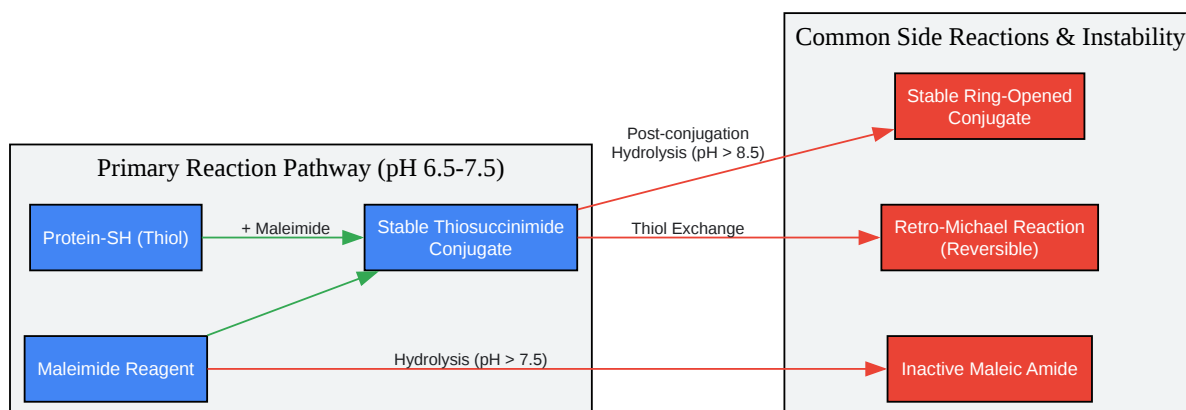 Common Side Reactions & Instability
Stable Ring-Opened
Conjugate
Post-conjugation
Hydrolysis (pH > 8.5)
Primary Reaction Pathway (pH 6.5-7.5)
Protein-SH (Thiol)
+ Maleimide
Stable Thiosuccinimide
Conjugate
Thiol Exchange
Retro-Michael Reaction
(Reversible)
Maleimide Reagent
Hydrolysis (pH > 7.5)
Inactive Maleic Amide